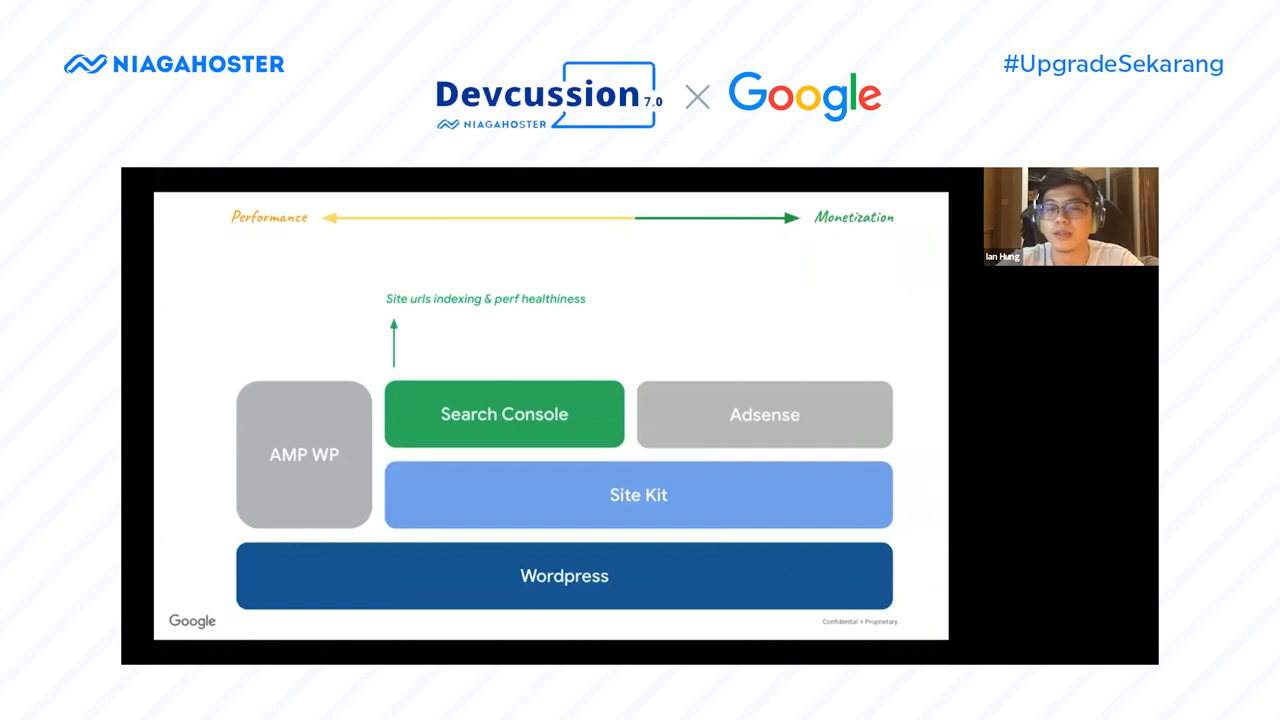 NIAGAHOSTER
Devcussion 7.0
NIAGAHOSTER
Google
#UpgradeSekarang
Performance
Monetization
Ian Hung
Site urls indexing & perf healthiness
AMP WP
Search Console
Adsense
Site Kit
Wordpress
Google
Confidential + Proprietary